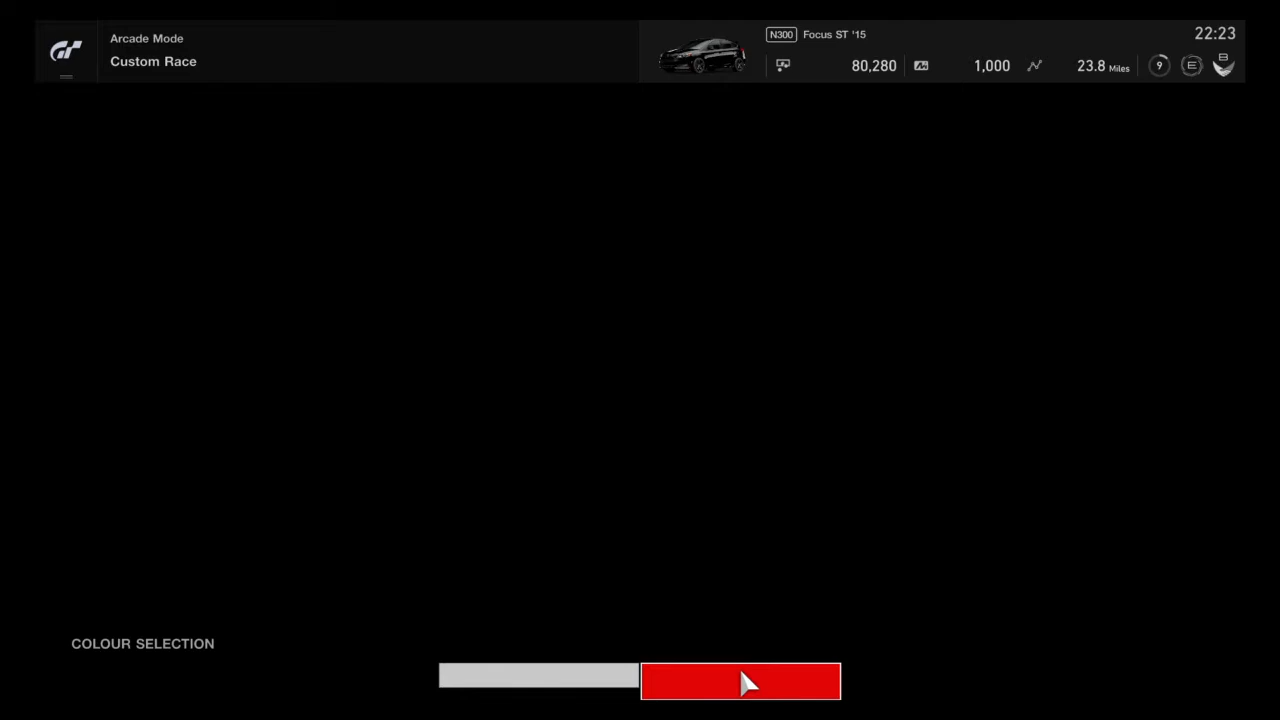 Arcade Mode
Custom Race
N300 Focus ST '15
22:23
80,280
1,000
23.8 Miles
9
E
B
COLOUR SELECTION